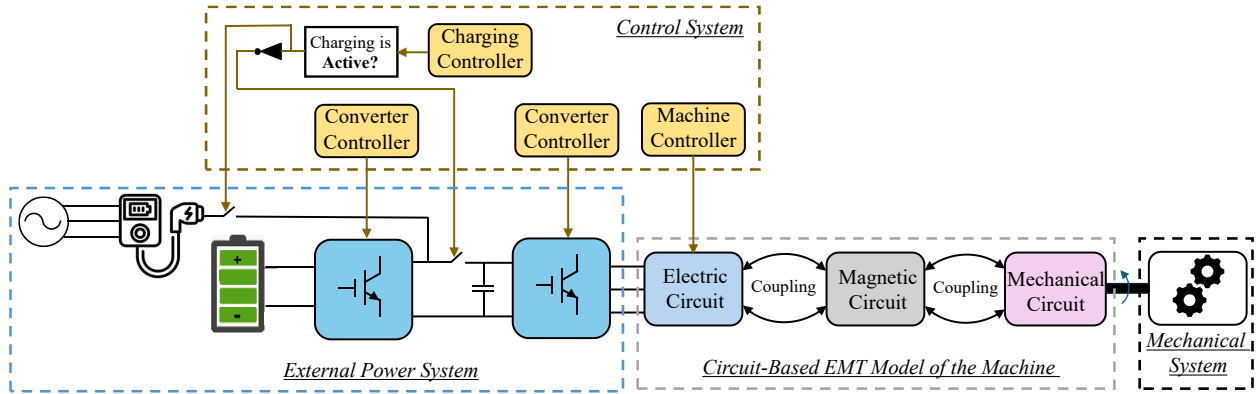 Control System
Charging is
Active?
Charging
Controller
Converter
Controller
Converter
Controller
Machine
Controller
+
-
Electric
Circuit
Coupling
Magnetic
Circuit
Coupling
Mechanical
Circuit
External Power System
Circuit-Based EMT Model of the Machine
Mechanical
System